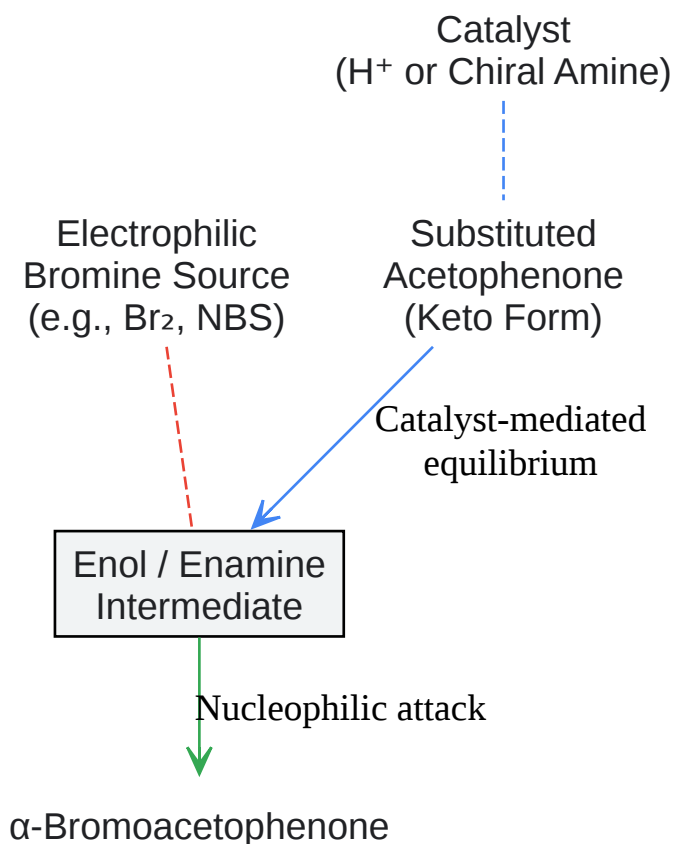 Catalyst
(H⁺ or Chiral Amine)
Electrophilic
Bromine Source
(e.g., Br₂, NBS)
Substituted
Acetophenone
(Keto Form)
Catalyst-mediated
equilibrium
Enol / Enamine
Intermediate
Nucleophilic attack
α-Bromoacetophenone